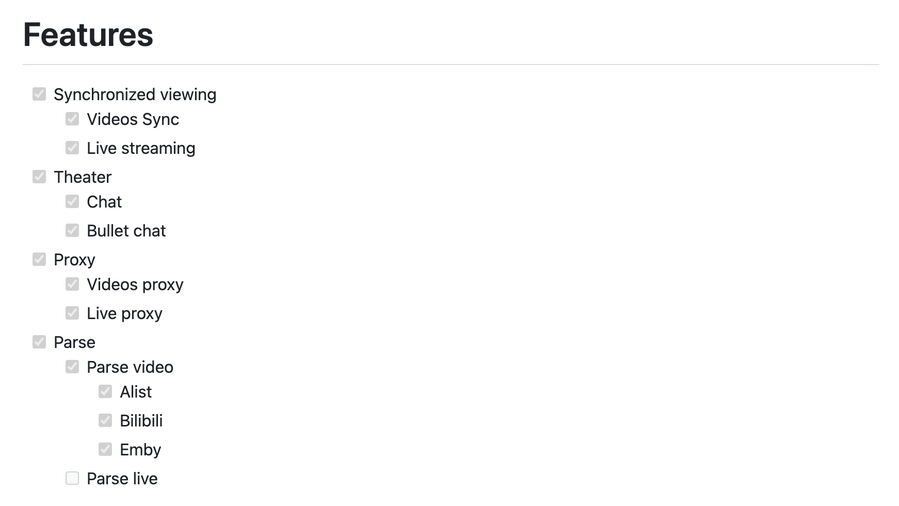 Features
Synchronized viewing
Videos Sync
Live streaming
Theater
Chat
Bullet chat
Proxy
Videos proxy
Live proxy
Parse
Parse video
Alist
Bilibili
Emby
Parse live